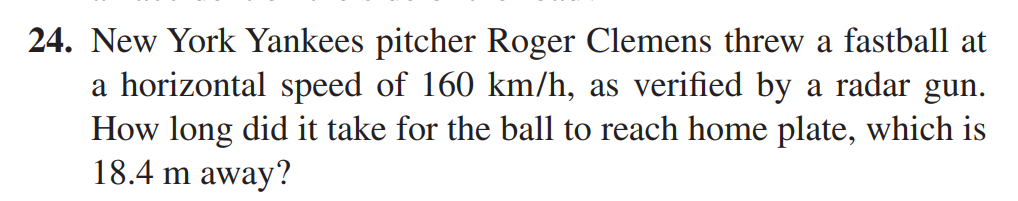 24. New York Yankees pitcher Roger Clemens threw a fastball at
a horizontal speed of 160 km/h, as verified by a radar gun.
How long did it take for the ball to reach home plate, which is
18.4 m away?